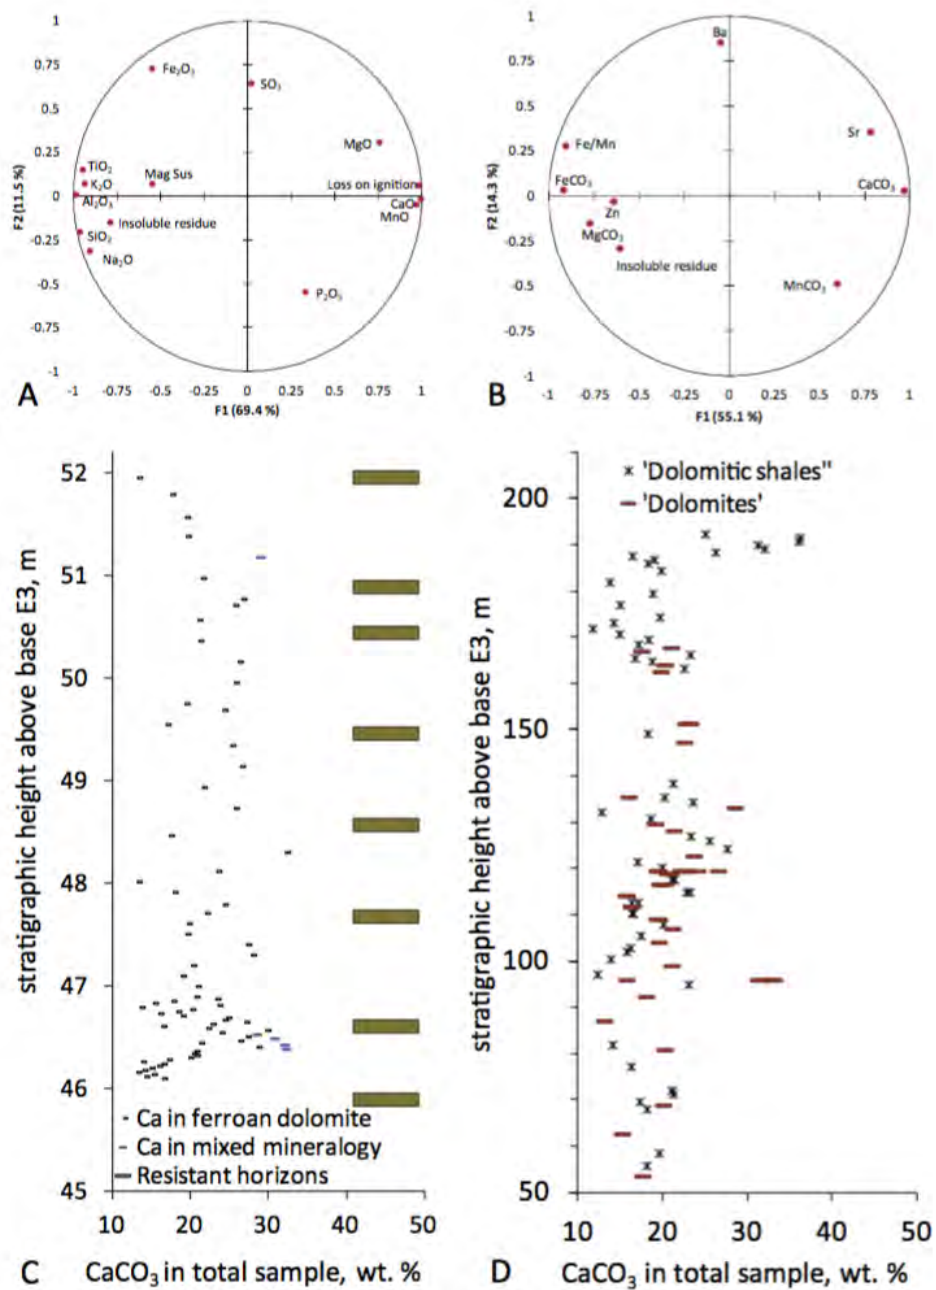 1
0.75
0.5
0.25
0
-0.25
-0.5
-0.75
-1
F2 (11.5 %)
Fe₂O₃
SO₃
MgO
TiO₂
K₂O
Mag Sus
Loss on ignition
Al₂O₃
CaO
MnO
Insoluble residue
SiO₂
Na₂O
P₂O₅
-1 -0.75 -0.5 -0.25 0 0.25 0.5 0.75 1
F1 (69.4 %)
A
1
0.75
0.5
0.25
0
-0.25
-0.5
-0.75
-1
F2 (14.3 %)
Ba
Sr
Fe/Mn
FeCO₃
CaCO₃
Zn
MgCO₃
Insoluble residue
MnCO₃
-1 -0.75 -0.5 -0.25 0 0.25 0.5 0.75 1
F1 (55.1 %)
B
52
51
50
49
48
47
46
45
stratigraphic height above base E3, m
Ca in ferroan dolomite
Ca in mixed mineralogy
Resistant horizons
10 20 30 40 50
C CaCO₃ in total sample, wt. %
'Dolomitic shales"
'Dolomites'
200
150
100
50
stratigraphic height above base E3, m
10 20 30 40 50
D CaCO₃ in total sample, wt. %